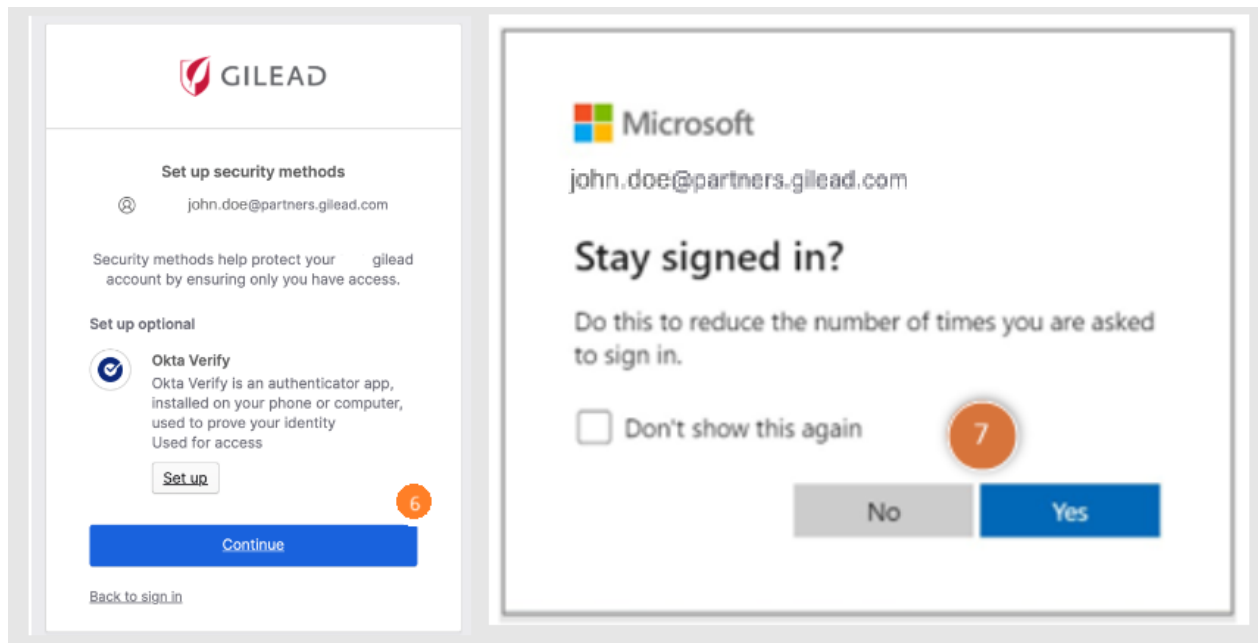 GILEAD
Set up security methods
john.doe@partners.gilead.com
Security methods help protect your gilead
account by ensuring only you have access.
Set up optional
Okta Verify
Okta Verify is an authenticator app,
installed on your phone or computer,
used to prove your identity
Used for access
Set up
6
Continue
Back to sign in
Microsoft
john.doe@partners.gilead.com
Stay signed in?
Do this to reduce the number of times you are asked
to sign in.
Don't show this again
7
No
Yes